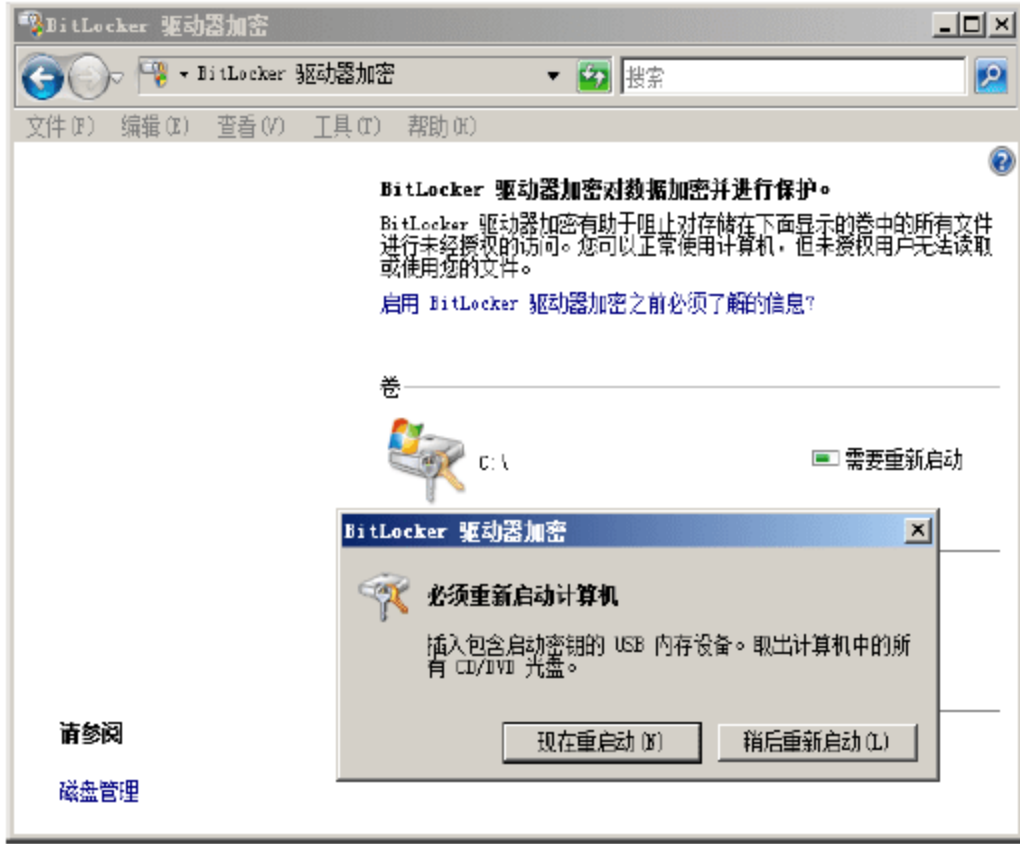 BitLocker 驱动器加密
BitLocker 驱动器加密
搜索
文件(F) 编辑(E) 查看(V) 工具(T) 帮助(H)
BitLocker 驱动器加密对数据加密并进行保护。
BitLocker 驱动器加密有助于阻止对存储在下面显示的卷中的所有文件
进行未经授权的访问。您可以正常使用计算机，但未授权用户无法读取
或使用您的文件。
启用 BitLocker 驱动器加密之前必须了解的信息?
卷
C:\ 需要重新启动
BitLocker 驱动器加密
必须重新启动计算机
插入包含启动密钥的 USB 内存设备。取出计算机中的所
有 CD/DVD 光盘。
现在重启动(N) 稍后重新启动(L)
请参阅
磁盘管理